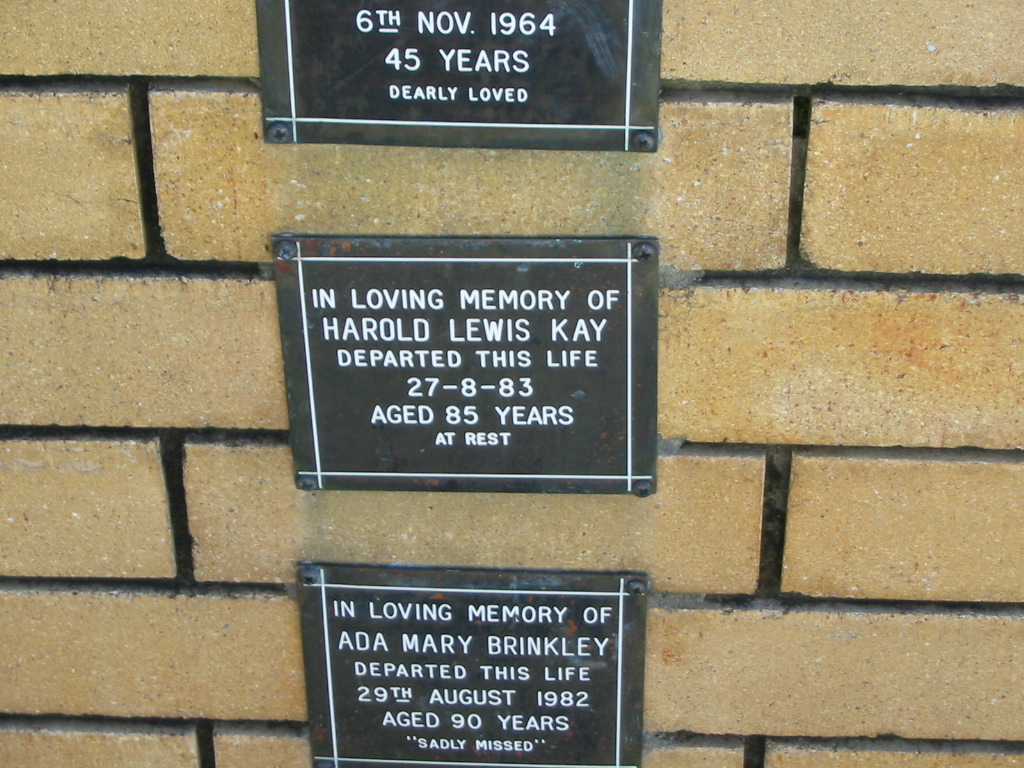 6TH NOV. 1964
45 YEARS
DEARLY LOVED
IN LOVING MEMORY OF
HAROLD LEWIS KAY
DEPARTED THIS LIFE
27-8-83
AGED 85 YEARS
AT REST
IN LOVING MEMORY OF
ADA MARY BRINKLEY
DEPARTED THIS LIFE
29TH AUGUST 1982
AGED 90 YEARS
"SADLY MISSED"